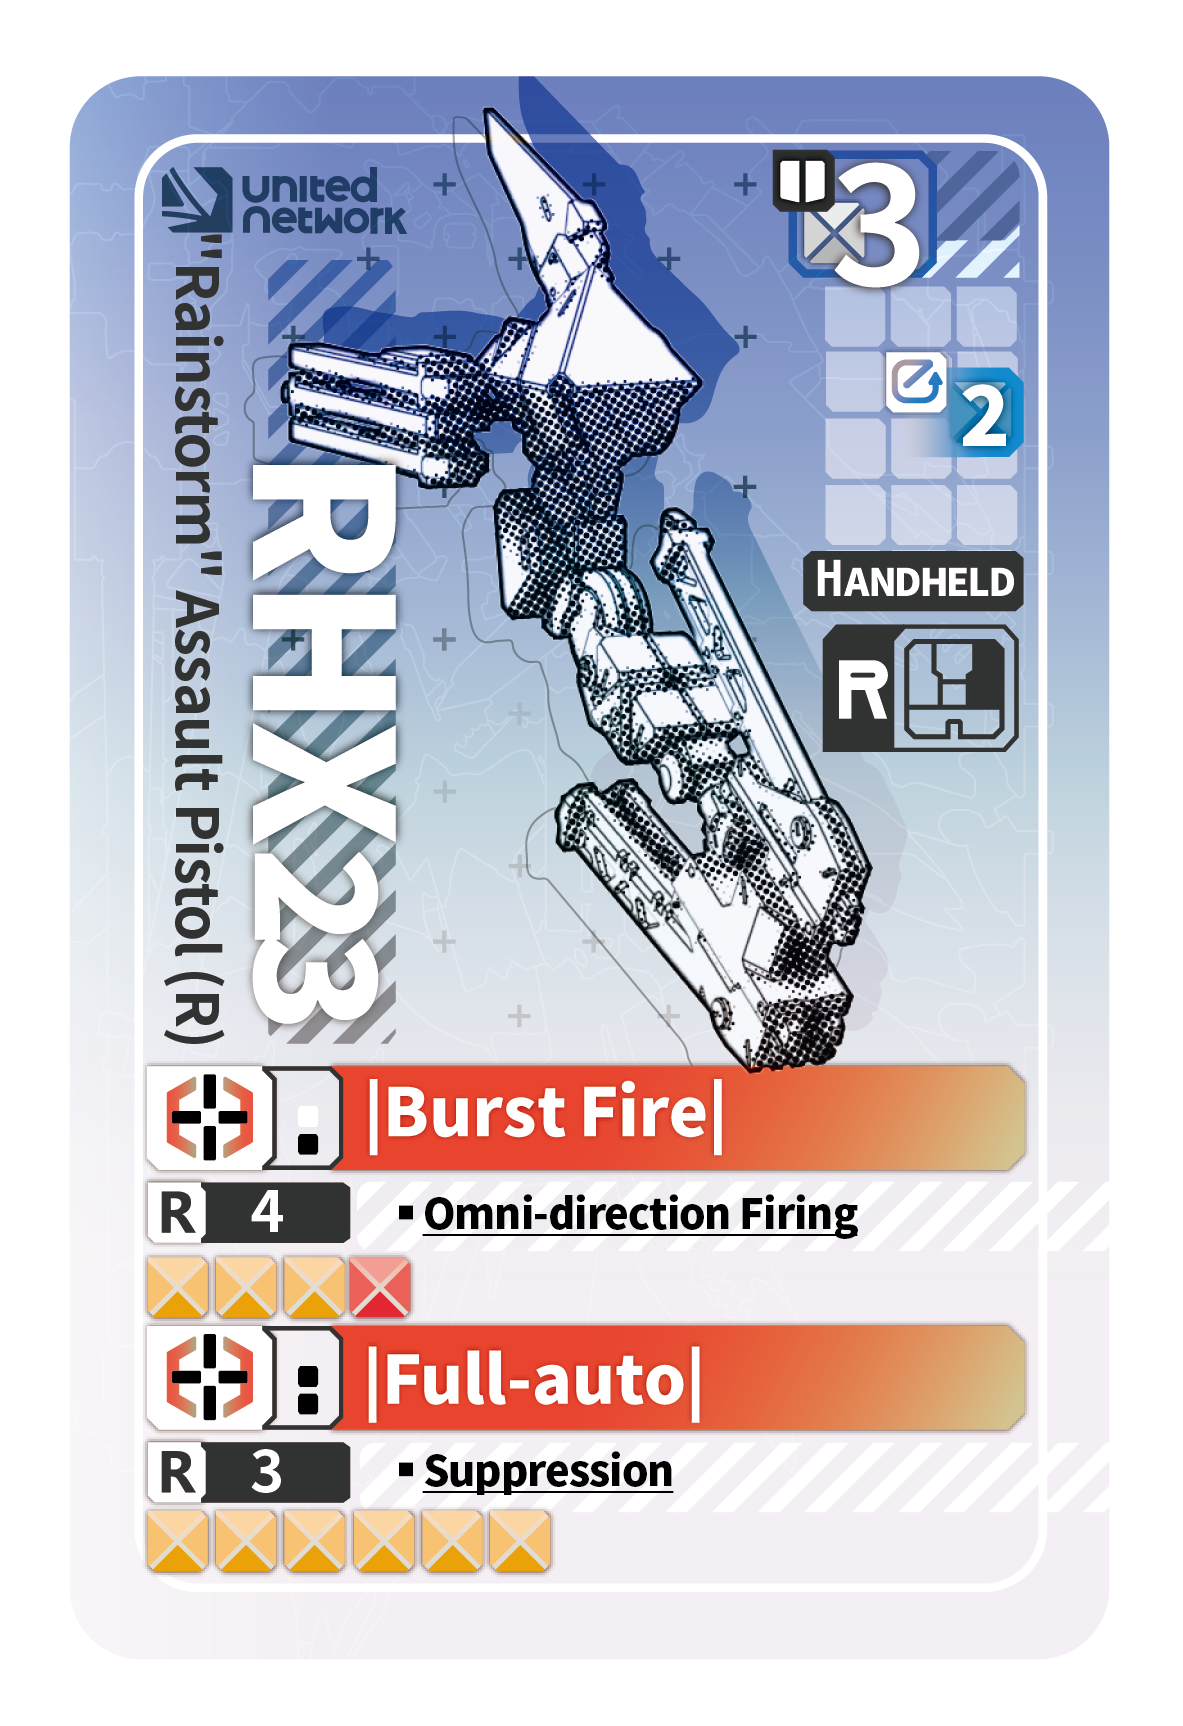 UNITED
NETWORK
"Rainstorm" Assault Pistol (R)
RHX23
3
2
HANDHELD
R
|Burst Fire|
R 4
▪ Omni-direction Firing
|Full-auto|
R 3
▪ Suppression